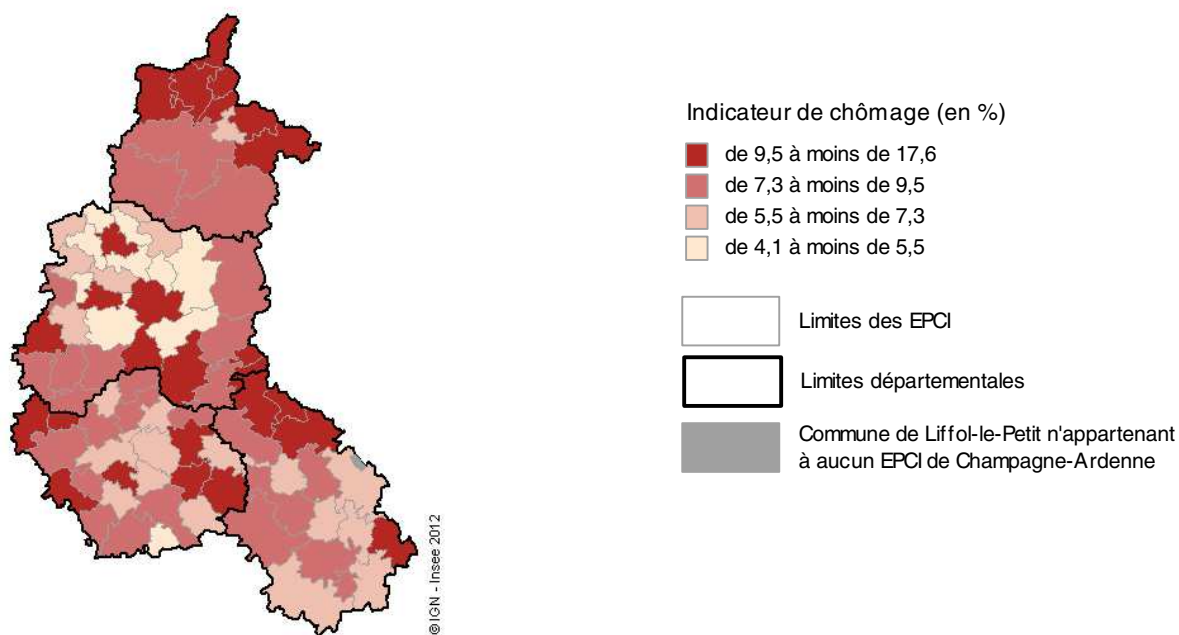 Indicateur de chômage (en %)
de 9,5 à moins de 17,6
de 7,3 à moins de 9,5
de 5,5 à moins de 7,3
de 4,1 à moins de 5,5
Limites des EPCI
Limites départementales
Commune de Liffol-le-Petit n'appartenant
à aucun EPCI de Champagne-Ardenne
© IGN - Insee 2012